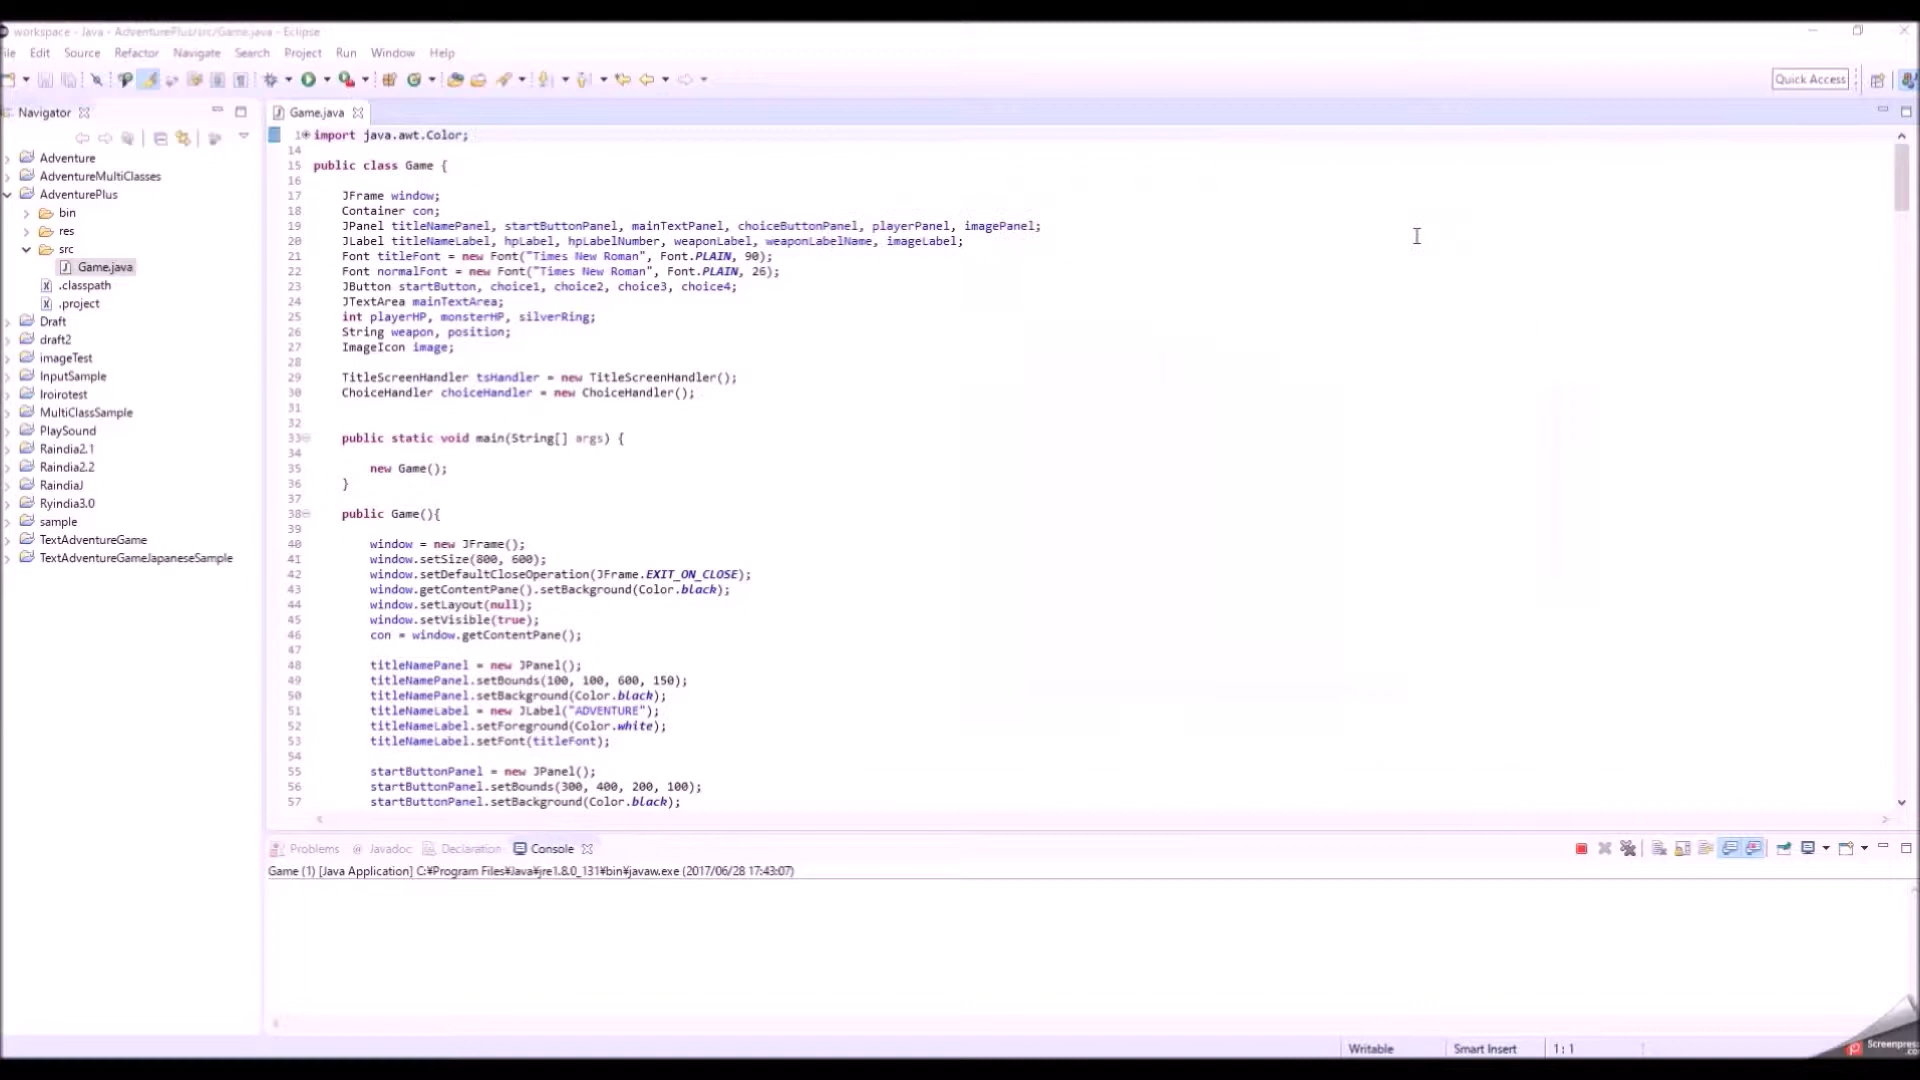 workspace - Java - AdventurePlus/src/Game.java - Eclipse
File Edit Source Refactor Navigate Search Project Run Window Help
Quick Access
Navigator
Adventure
AdventureMultiClasses
AdventurePlus
bin
res
src
Game.java
.classpath
.project
Draft
draft2
imageTest
InputSample
Iroirotest
MultiClassSample
PlaySound
Raindia2.1
Raindia2.2
RaindiaJ
Ryindia3.0
sample
TextAdventureGame
TextAdventureGameJapaneseSample
Game.java
1 import java.awt.Color;
14
15 public class Game {
16
17 JFrame window;
18 Container con;
19 JPanel titleNamePanel, startButtonPanel, mainTextPanel, choiceButtonPanel, playerPanel, imagePanel;
20 JLabel titleNameLabel, hpLabel, hpLabelNumber, weaponLabel, weaponLabelName, imageLabel;
21 Font titleFont = new Font("Times New Roman", Font.PLAIN, 90);
22 Font normalFont = new Font("Times New Roman", Font.PLAIN, 26);
23 JButton startButton, choice1, choice2, choice3, choice4;
24 JTextArea mainTextArea;
25 int playerHP, monsterHP, silverRing;
26 String weapon, position;
27 ImageIcon image;
28
29 TitleScreenHandler tsHandler = new TitleScreenHandler();
30 ChoiceHandler choiceHandler = new ChoiceHandler();
31
32
33 public static void main(String[] args) {
34
35 new Game();
36 }
37
38 public Game(){
39
40 window = new JFrame();
41 window.setSize(800, 600);
42 window.setDefaultCloseOperation(JFrame.EXIT_ON_CLOSE);
43 window.getContentPane().setBackground(Color.black);
44 window.setLayout(null);
45 window.setVisible(true);
46 con = window.getContentPane();
47
48 titleNamePanel = new JPanel();
49 titleNamePanel.setBounds(100, 100, 600, 150);
50 titleNamePanel.setBackground(Color.black);
51 titleNameLabel = new JLabel("ADVENTURE");
52 titleNameLabel.setForeground(Color.white);
53 titleNameLabel.setFont(titleFont);
54
55 startButtonPanel = new JPanel();
56 startButtonPanel.setBounds(300, 400, 200, 100);
57 startButtonPanel.setBackground(Color.black);
Problems @ Javadoc Declaration Console
Game (1) [Java Application] C:¥Program Files¥Java¥jre1.8.0_131¥bin¥javaw.exe (2017/06/28 17:43:07)
Writable Smart Insert 1 : 1
Screenpres
.co